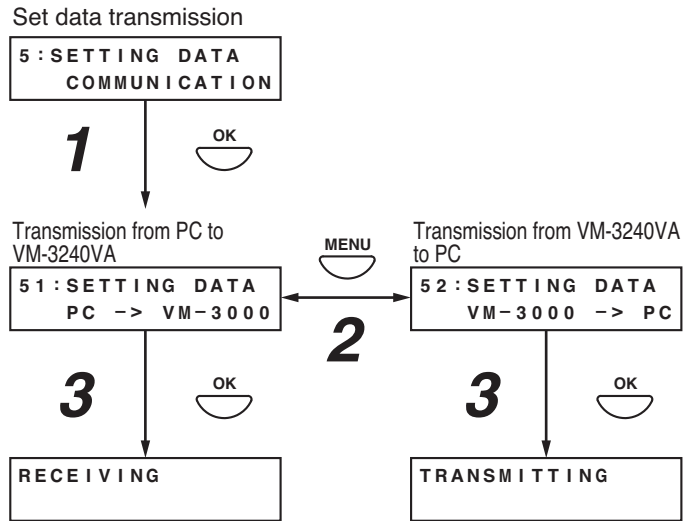 Set data transmission
5:SETTING DATA
COMMUNICATION
1
OK
Transmission from PC to
VM-3240VA
51:SETTING DATA
PC -> VM-3000
MENU
2
Transmission from VM-3240VA
to PC
52:SETTING DATA
VM-3000 -> PC
3
OK
3
OK
RECEIVING
TRANSMITTING